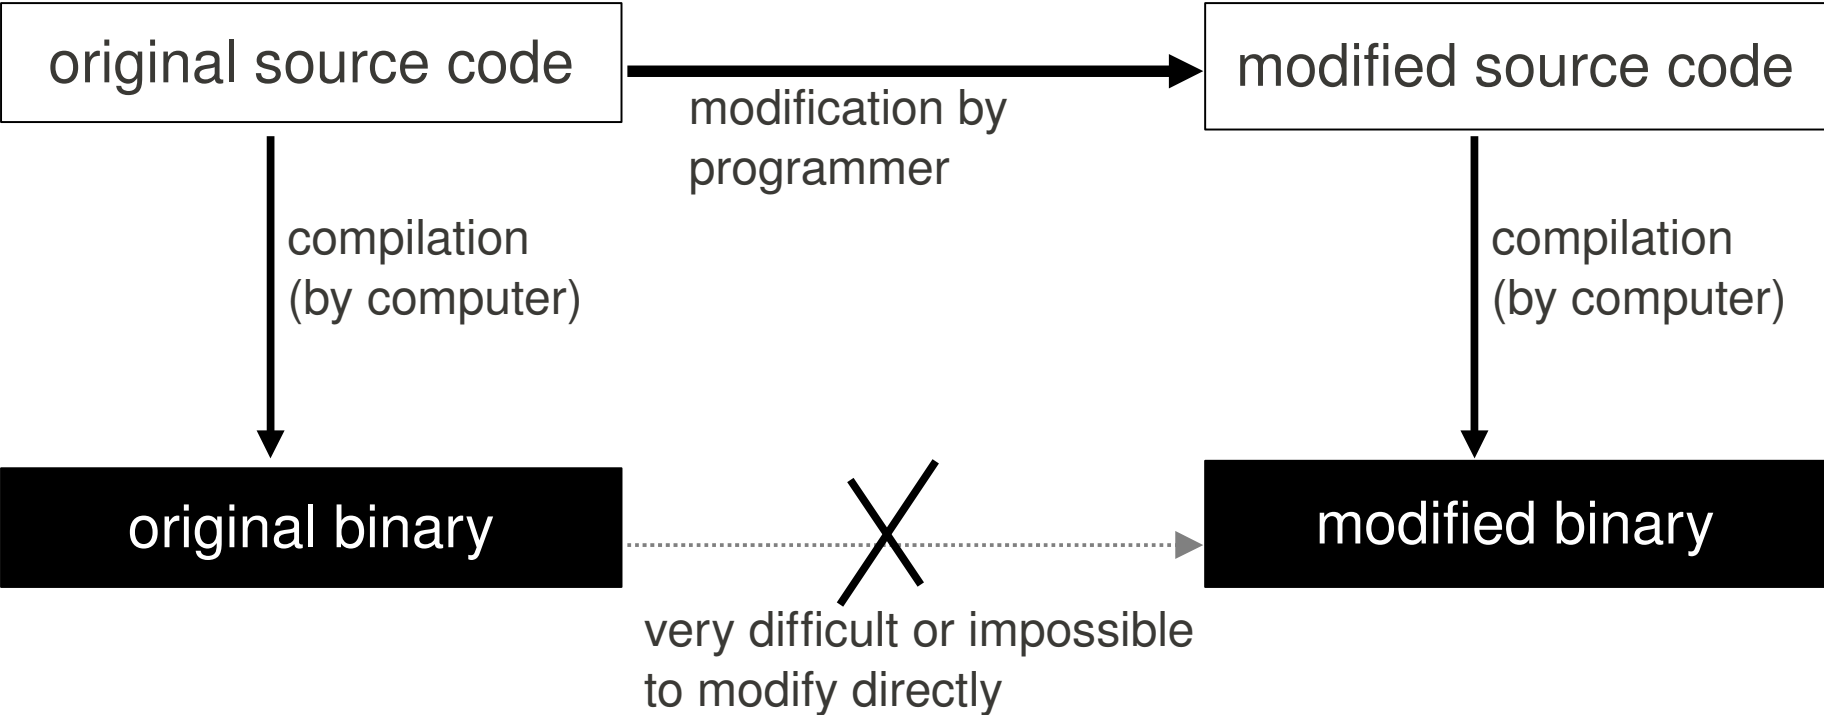 original source code
modified source code
modification by
programmer
compilation
(by computer)
compilation
(by computer)
original binary
modified binary
very difficult or impossible
to modify directly